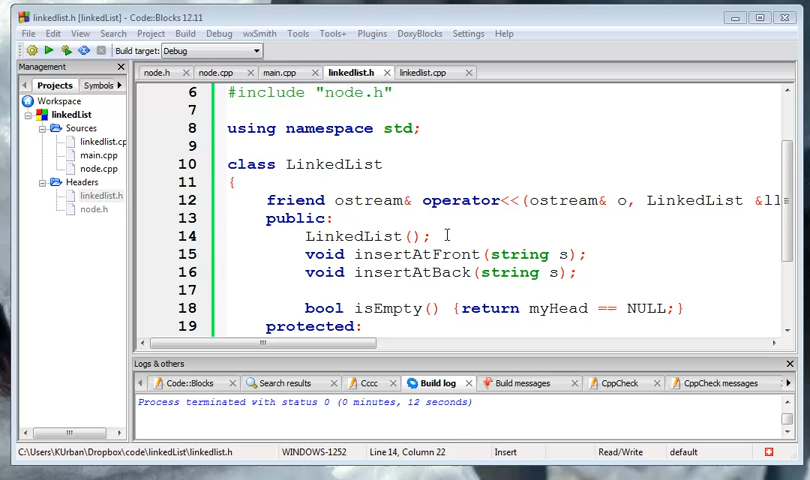 linkedlist.h [linkedList] - Code::Blocks 12.11
File Edit View Search Project Build Debug wxSmith Tools Tools+ Plugins DoxyBlocks Settings Help
Build target: Debug
Management
Projects Symbols
Workspace
linkedList
Sources
linkedlist.cp
main.cpp
node.cpp
Headers
linkedlist.h
node.h
node.h node.cpp main.cpp linkedlist.h linkedlist.cpp
6 #include "node.h"
7
8 using namespace std;
9
10 class LinkedList
11 {
12 friend ostream& operator<<(ostream& o, LinkedList &ll
13 public:
14 LinkedList();
15 void insertAtFront(string s);
16 void insertAtBack(string s);
17
18 bool isEmpty() {return myHead == NULL;}
19 protected:
Logs & others
Code::Blocks Search results Cccc Build log Build messages CppCheck CppCheck messages
Process terminated with status 0 (0 minutes, 12 seconds)
C:\Users\KUrban\Dropbox\code\linkedList\linkedlist.h WINDOWS-1252 Line 14, Column 22 Insert Read/Write default